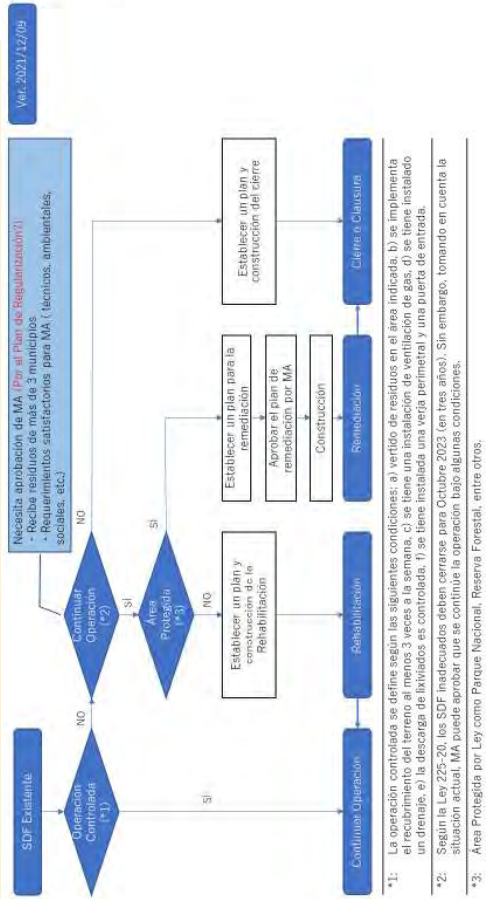 Ver. 2021/12/09
SDF Existente
Necesita aprobación de MA (Por el Plan de Regularización?)
- Recibe residuos de más de 3 municipios
- Requerimientos satisfactorios para MA ( técnicos, ambientales,
sociales, etc.)
Operación
Controlada
(*1)
NO
Continuar
Operación
(*2)
NO
SÍ
Área
Protegida
(*3)
SÍ
NO
SÍ
Establecer un plan y
construcción de la
Rehabilitación
Establecer un plan para la
remediación
Aprobar el plan de
remediación por MA
Construcción
Establecer un plan y
construcción del cierre
Continuar Operación
Rehabilitación
Remediación
Cierre o Clausura
*1: La operación controlada se define según las siguientes condiciones: a) vertido de residuos en el área indicada, b) se implementa
el recubrimiento del terreno al menos 3 veces a la semana, c) se tiene una instalación de ventilación de gas, d) se tiene instalado
un drenaje, e) la descarga de lixiviados es controlada, f) se tiene instalada una verja perimetral y una puerta de entrada.
*2: Según la Ley 225-20, los SDF inadecuados deben cerrarse para Octubre 2023 (en tres años). Sin embargo, tomando en cuenta la
situación actual, MA puede aprobar que se continúe la operación bajo algunas condiciones.
*3: Área Protegida por Ley como Parque Nacional, Reserva Forestal, entre otros.